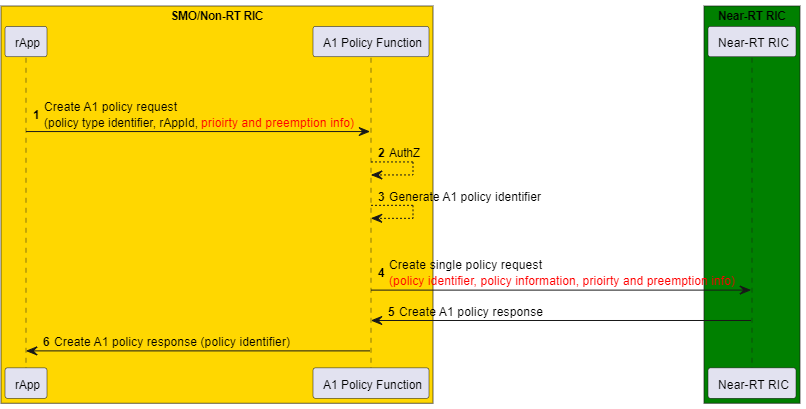 SMO/Non-RT RIC
Near-RT RIC
rApp
A1 Policy Function
Near-RT RIC
1 Create A1 policy request
(policy type identifier, rAppId, prioirty and preemption info)
2 AuthZ
3 Generate A1 policy identifier
4 Create single policy request
(policy identifier, policy information, prioirty and preemption info)
5 Create A1 policy response
6 Create A1 policy response (policy identifier)
rApp
A1 Policy Function
Near-RT RIC